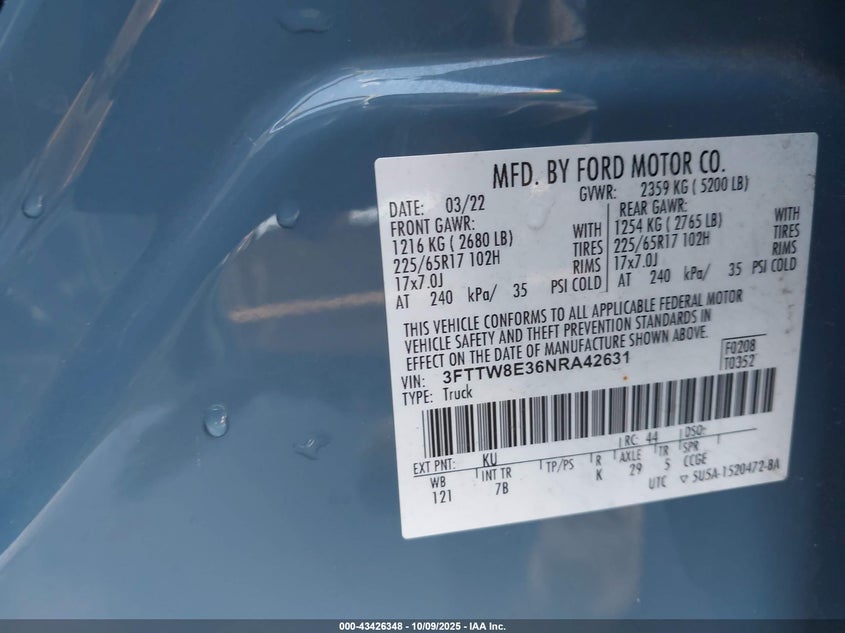 MFD. BY FORD MOTOR CO.
DATE: 03/22
GVWR: 2359 KG ( 5200 LB)
FRONT GAWR:
1216 KG ( 2680 LB) WITH
225/65R17 102H TIRES
17x7.0J RIMS
AT 240 kPa/ 35 PSI COLD
REAR GAWR:
1254 KG ( 2765 LB) WITH
225/65R17 102H TIRES
17x7.0J RIMS
AT 240 kPa/ 35 PSI COLD
THIS VEHICLE CONFORMS TO ALL APPLICABLE FEDERAL MOTOR
VEHICLE SAFETY AND THEFT PREVENTION STANDARDS IN
EFFECT ON THE DATE OF MANUFACTURE SHOWN ABOVE.
VIN: 3FTTW8E36NRA42631
TYPE: Truck
F0208
T0352
EXT PNT: KU RC: 44 DSO:
WB INT TR TP/PS R AXLE TR SPR
121 7B K 29 5 CCGE
UTC ▽ 5U5A-1520472-BA
000-43426348 - 10/09/2025 - IAA Inc.